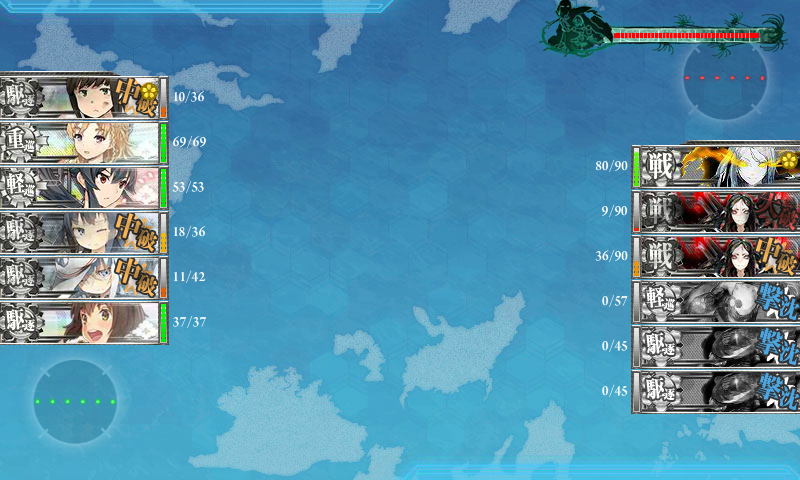 駆逐 中破 10/36
重巡 69/69
軽巡 53/53
駆逐 中破 18/36
駆逐 中破 11/42
駆逐 37/37
80/90 戦
9/90 戦 大破
36/90 戦 中破
0/57 軽巡 撃沈
0/45 駆逐 撃沈
0/45 駆逐 撃沈